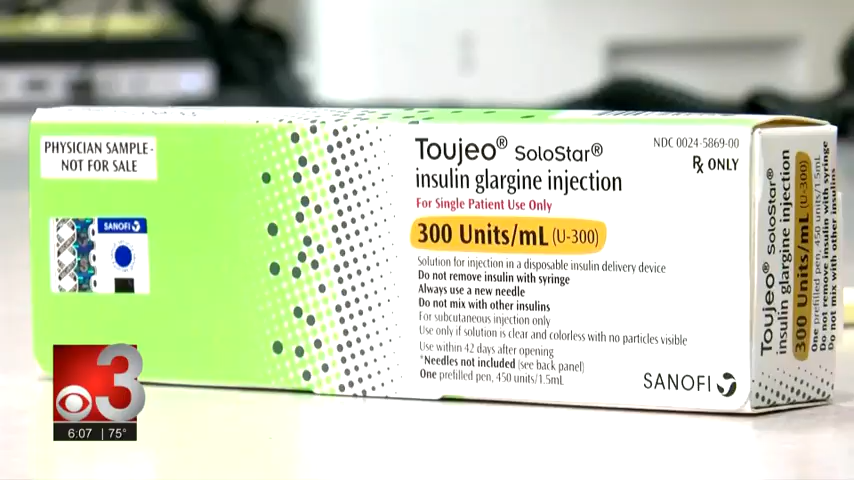 PHYSICIAN SAMPLE-
NOT FOR SALE
SANOFI
Toujeo® SoloStar®
insulin glargine injection
For Single Patient Use Only
300 Units/mL (U-300)
Solution for injection in a disposable insulin delivery device
Do not remove insulin with syringe
Always use a new needle
Do not mix with other insulins
For subcutaneous injection only
Use only if solution is clear and colorless with no particles visible
Use within 42 days after opening
*Needles not included (see back panel)
One prefilled pen, 450 units/1.5mL
NDC 0024-5869-00
Rx ONLY
SANOFI
Toujeo® SoloStar®
insulin glargine injection
300 Units/mL (U-300)
One prefilled pen, 450 units/1.5mL
Do not remove insulin with syringe
Do not mix with other insulins
3
6:07 | 75°